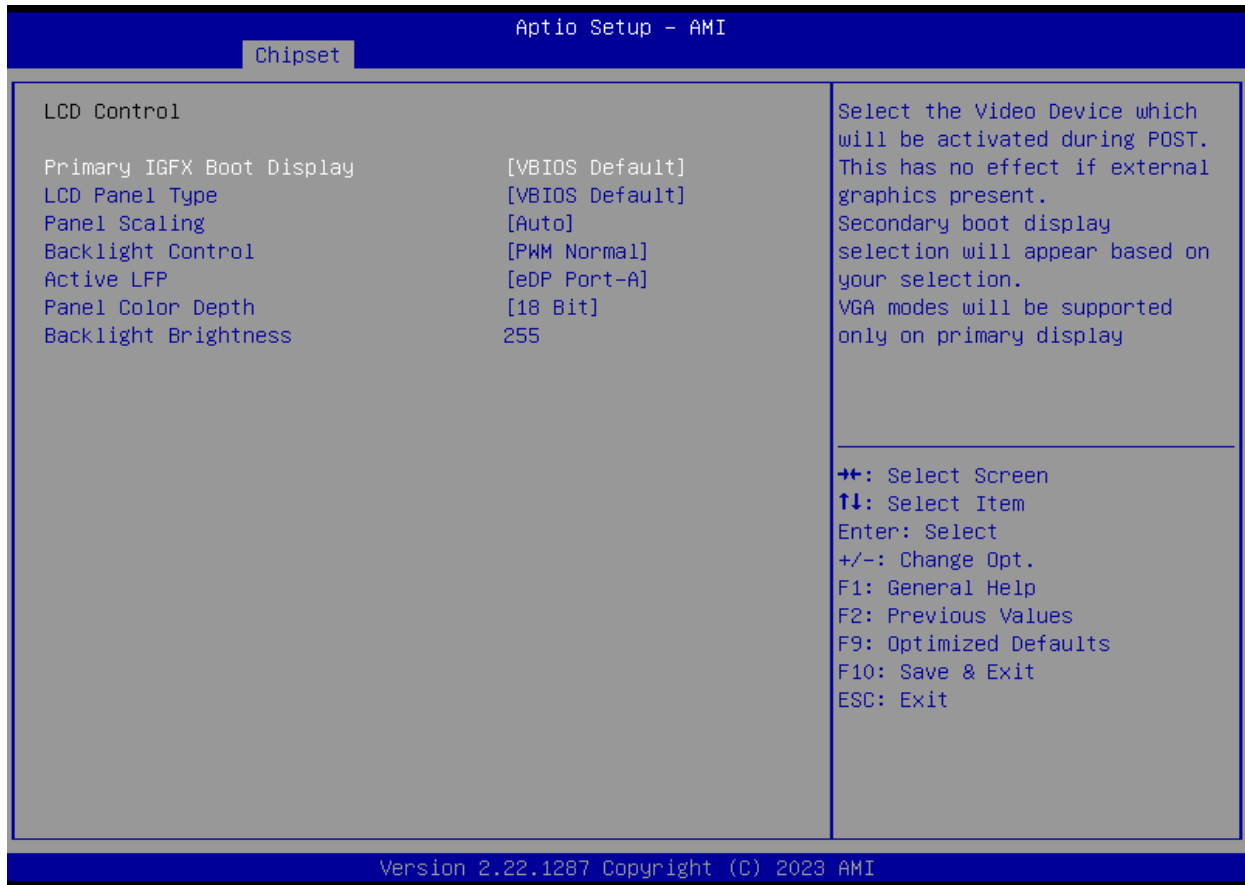 Aptio Setup - AMI
Chipset
LCD Control
Primary IGFX Boot Display [VBIOS Default]
LCD Panel Type [VBIOS Default]
Panel Scaling [Auto]
Backlight Control [PWM Normal]
Active LFP [eDP Port-A]
Panel Color Depth [18 Bit]
Backlight Brightness 255
Select the Video Device which
will be activated during POST.
This has no effect if external
graphics present.
Secondary boot display
selection will appear based on
your selection.
VGA modes will be supported
only on primary display
→←: Select Screen
↑↓: Select Item
Enter: Select
+/-: Change Opt.
F1: General Help
F2: Previous Values
F9: Optimized Defaults
F10: Save & Exit
ESC: Exit
Version 2.22.1287 Copyright (C) 2023 AMI